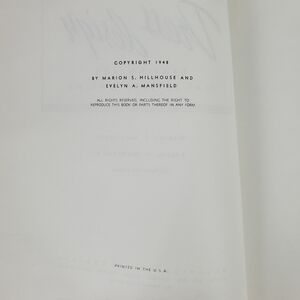 COPYRIGHT 1948
BY MARION S. HILLHOUSE AND
EVELYN A. MANSFIELD
ALL RIGHTS RESERVED, INCLUDING THE RIGHT TO
REPRODUCE THIS BOOK OR PARTS THEREOF IN ANY FORM.
PRINTED IN THE U.S.A.